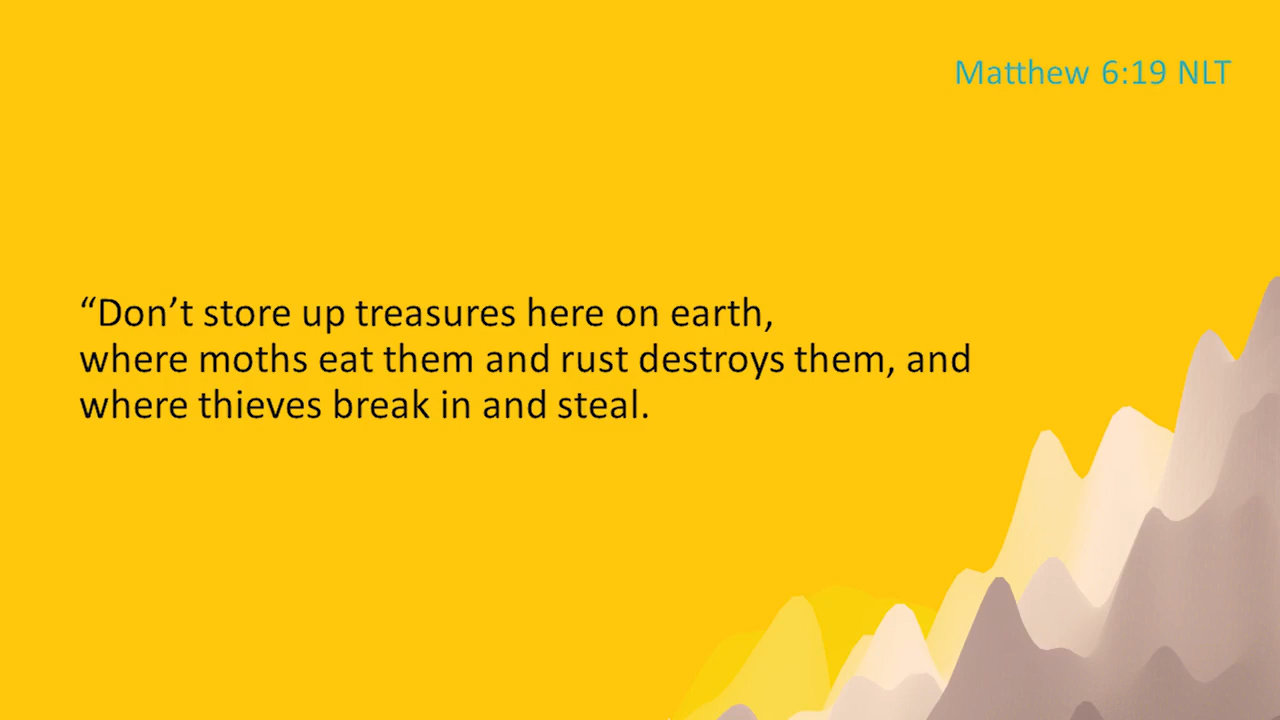 Matthew 6:19 NLT
“Don’t store up treasures here on earth,
where moths eat them and rust destroys them, and
where thieves break in and steal.